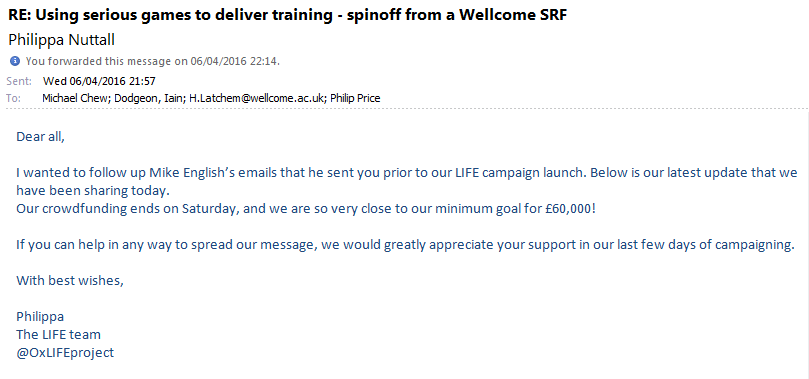 RE: Using serious games to deliver training - spinoff from a Wellcome SRF
Philippa Nuttall
You forwarded this message on 06/04/2016 22:14.
Sent: Wed 06/04/2016 21:57
To: Michael Chew; Dodgeon, Iain; H.Latchem@wellcome.ac.uk; Philip Price
Dear all,
I wanted to follow up Mike English's emails that he sent you prior to our LIFE campaign launch. Below is our latest update that we
have been sharing today.
Our crowdfunding ends on Saturday, and we are so very close to our minimum goal for £60,000!
If you can help in any way to spread our message, we would greatly appreciate your support in our last few days of campaigning.
With best wishes,
Philippa
The LIFE team
@OxLIFEproject